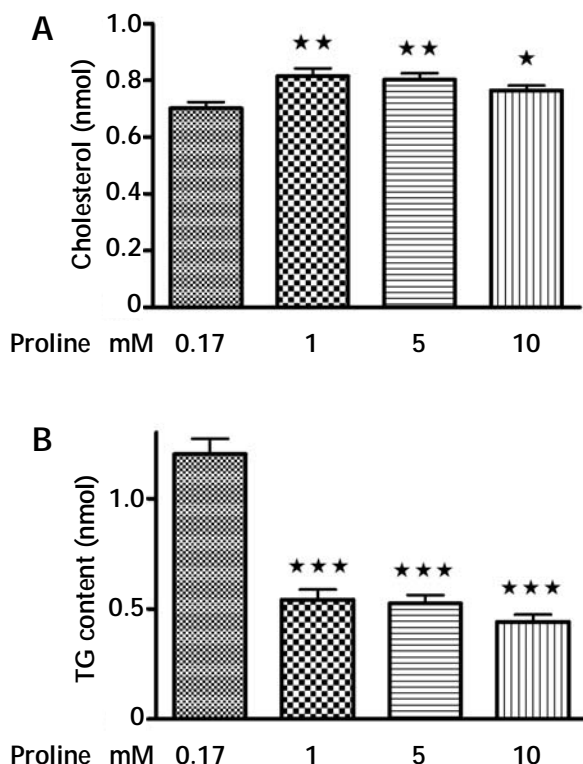 A
Cholesterol (nmol)
1.0
0.8
0.6
0.4
0.2
0
★★
★★
★
Proline mM 0.17 1 5 10
B
TG content (nmol)
1.0
0.5
0
★★★
★★★
★★★
Proline mM 0.17 1 5 10